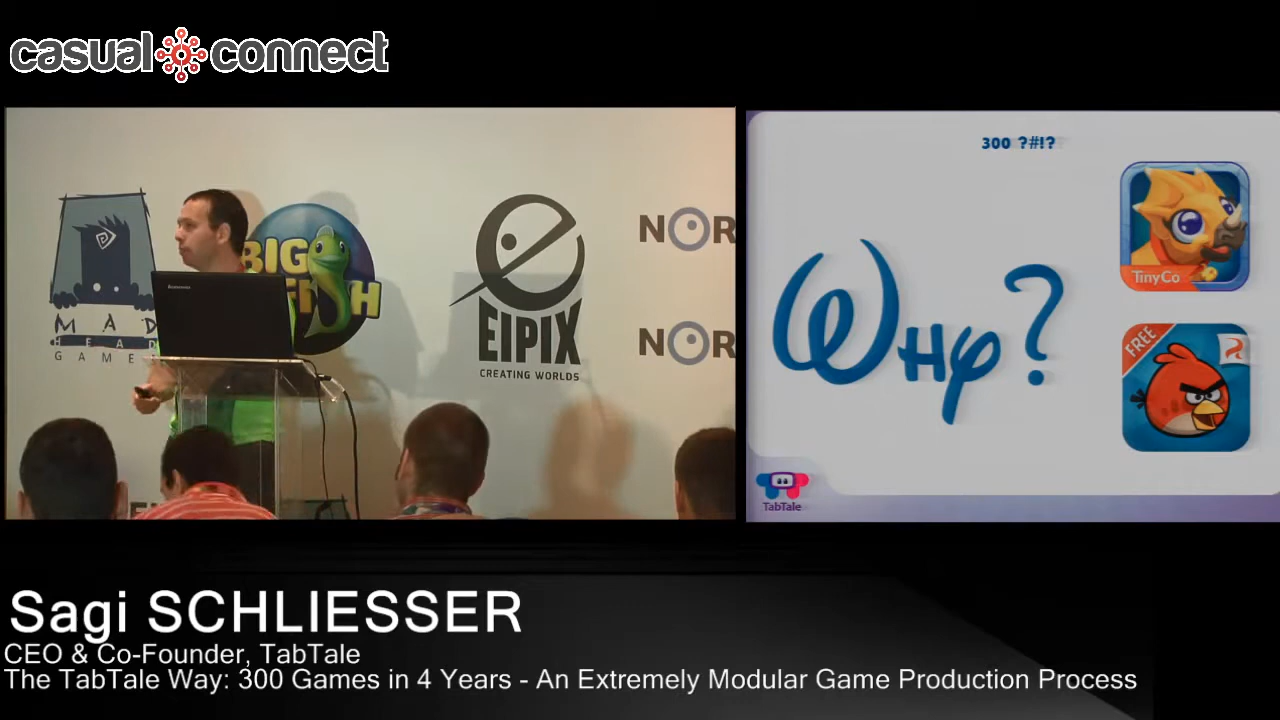 casual connect
MAD
HEAD
GAME
BIG
FISH
EIPIX
CREATING WORLDS
NOR
NOR
300 ?#!?
Why?
TinyCo
FREE
TabTale
Sagi SCHLIESSER
CEO & Co-Founder, TabTale
The TabTale Way: 300 Games in 4 Years - An Extremely Modular Game Production Process